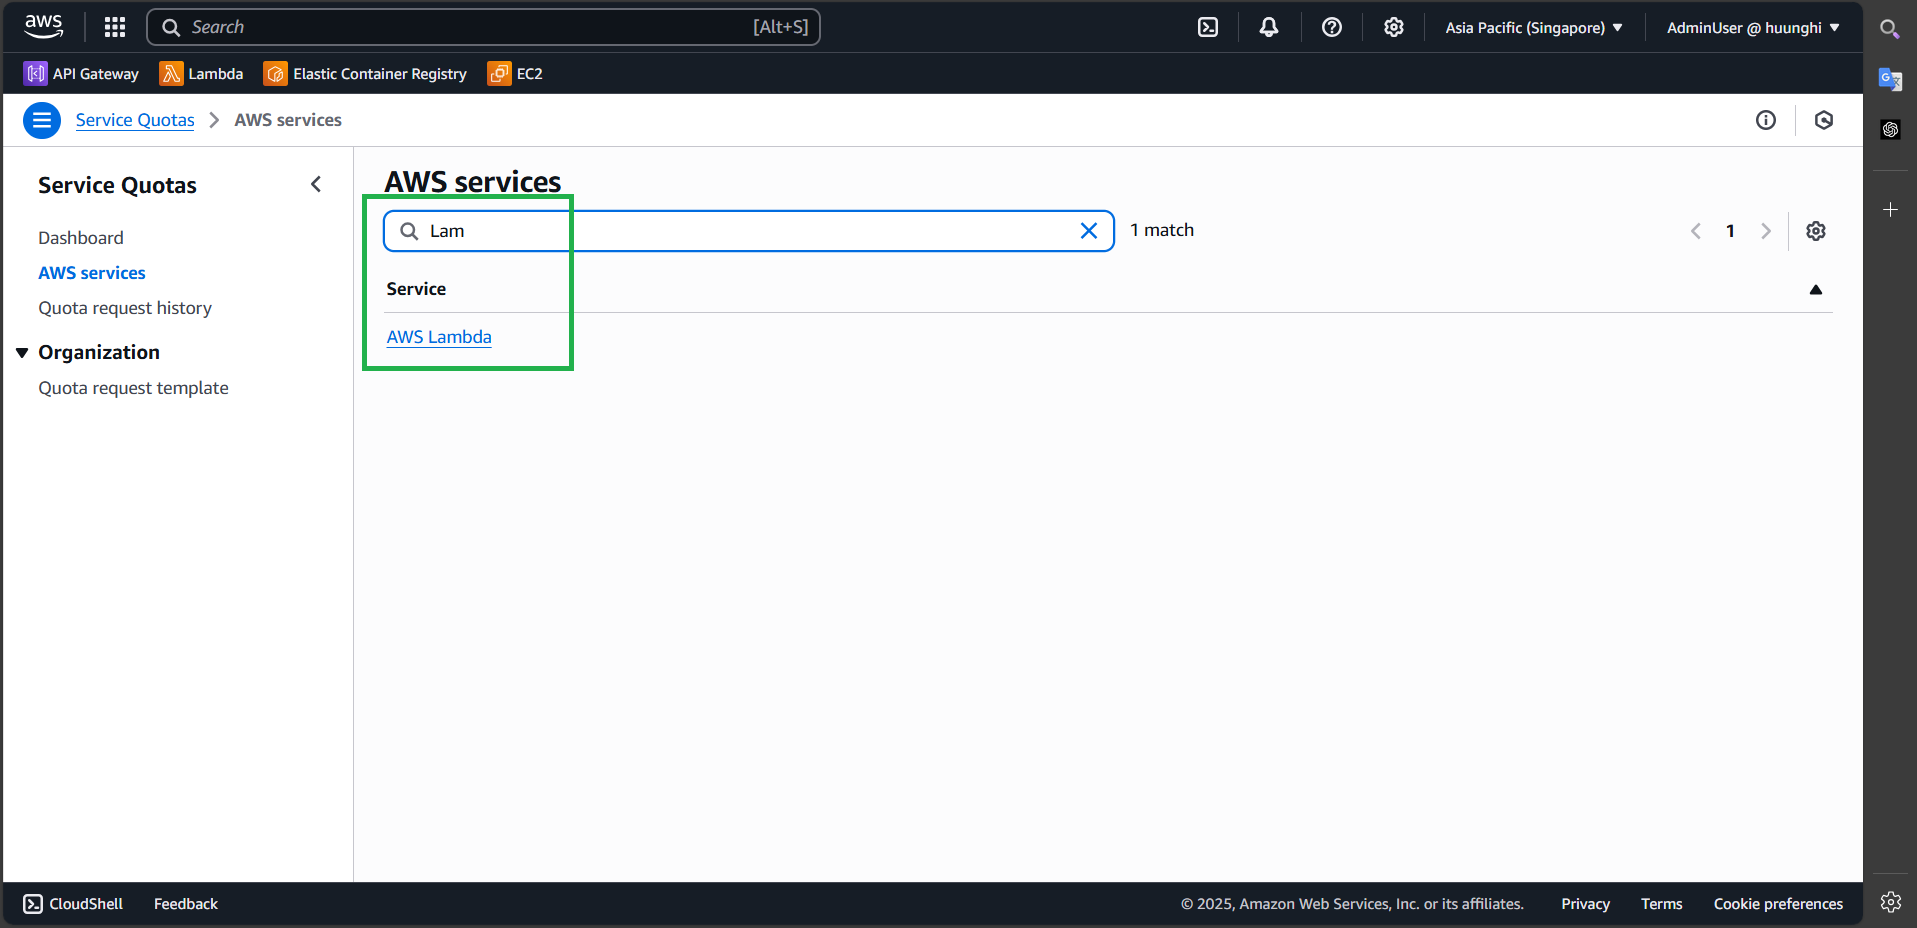 aws
Search [Alt+S]
Asia Pacific (Singapore)
AdminUser @ huunghi
API Gateway
Lambda
Elastic Container Registry
EC2
Service Quotas
AWS services
Service Quotas
Dashboard
AWS services
Quota request history
Organization
Quota request template
AWS services
Lam
1 match
1
Service
AWS Lambda
CloudShell
Feedback
© 2025, Amazon Web Services, Inc. or its affiliates.
Privacy
Terms
Cookie preferences